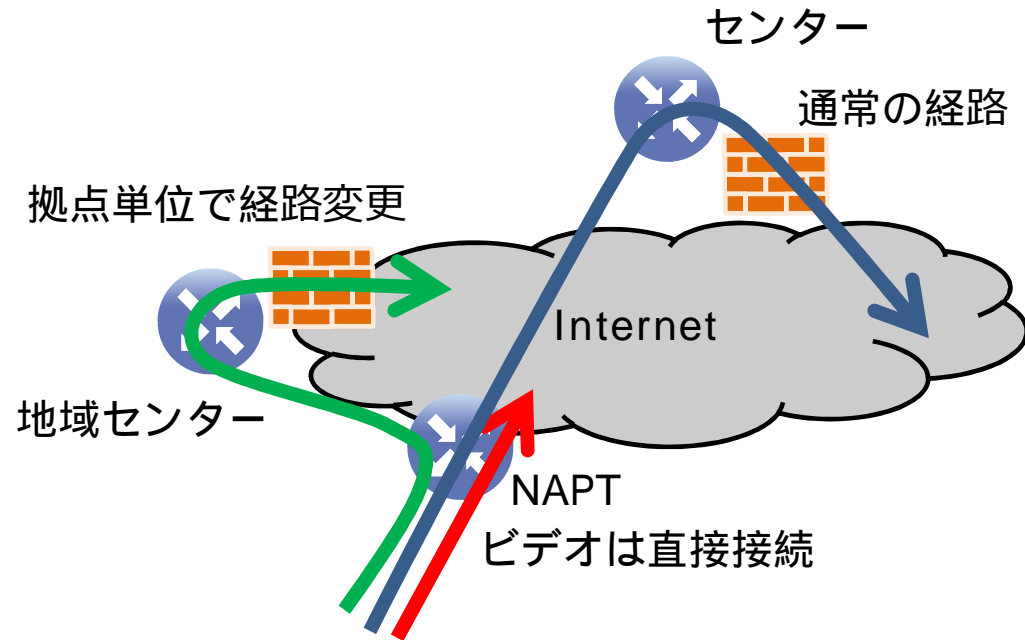 センター
通常の経路
拠点単位で経路変更
Internet
地域センター
NAPT
ビデオは直接接続